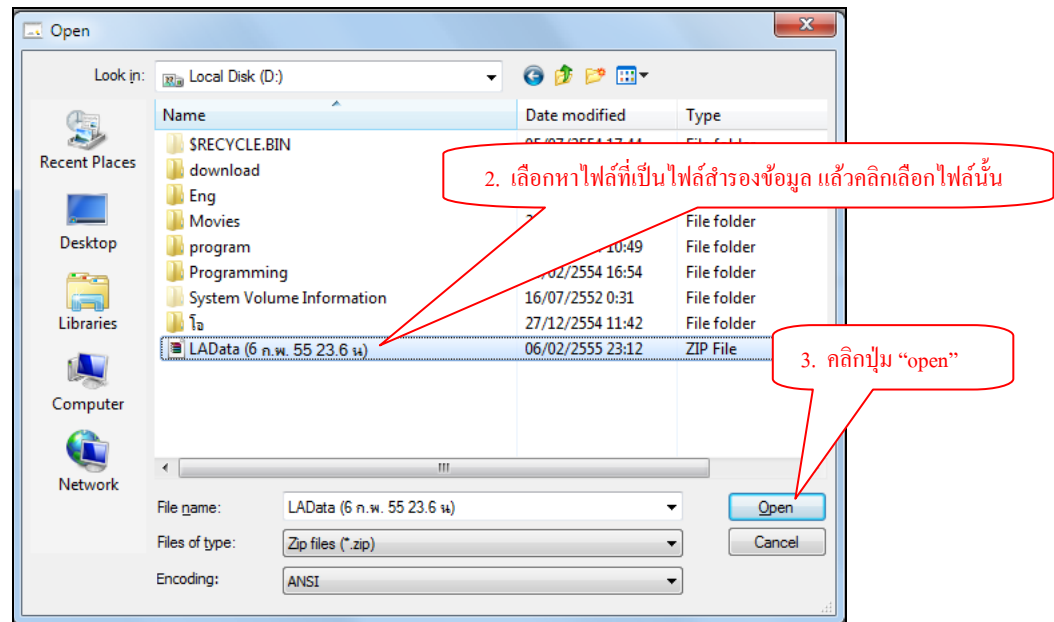 Open
Look in: Local Disk (D:)
Name Date modified Type
Recent Places
Desktop
Libraries
Computer
Network
$RECYCLE.BIN
download
Eng
Movies File folder
program 10:49 File folder
Programming /02/2554 16:54 File folder
System Volume Information 16/07/2552 0:31 File folder
โอ 27/12/2554 11:42 File folder
LAData (6 ก.พ. 55 23.6 น) 06/02/2555 23:12 ZIP File
2. เลือกหาไฟล์ที่เป็นไฟล์สำรองข้อมูล แล้วคลิกเลือกไฟล์นั้น
3. คลิกปุ่ม “open”
File name: LAData (6 ก.พ. 55 23.6 น) Open
Files of type: Zip files (*.zip) Cancel
Encoding: ANSI